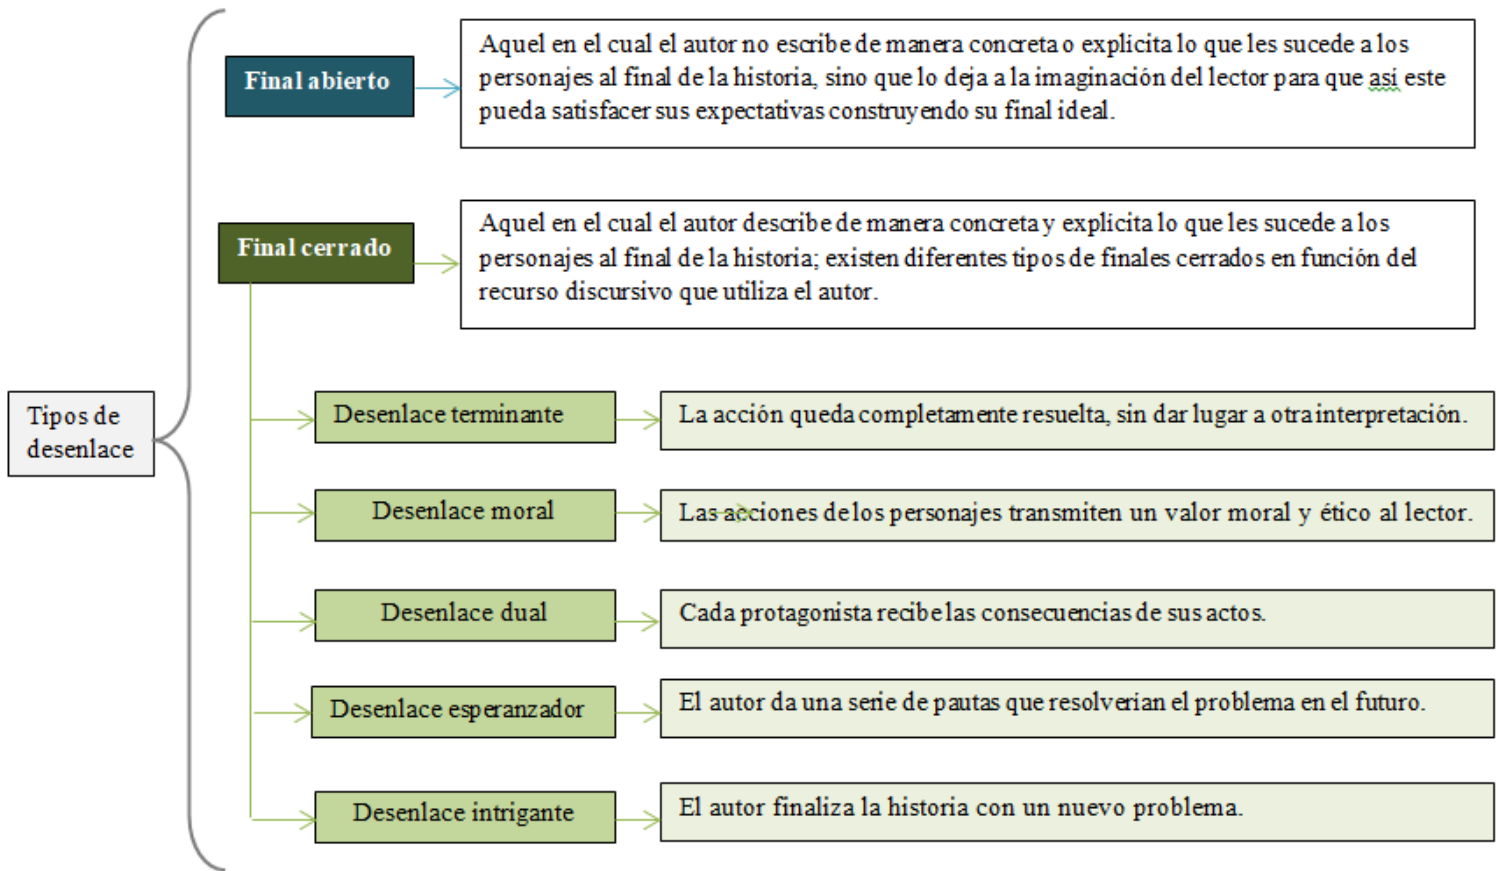 Final abierto
Aquel en el cual el autor no escribe de manera concreta o explícita lo que les sucede a los
personajes al final de la historia, sino que lo deja a la imaginación del lector para que así este
pueda satisfacer sus expectativas construyendo su final ideal.
Final cerrado
Aquel en el cual el autor describe de manera concreta y explícita lo que les sucede a los
personajes al final de la historia; existen diferentes tipos de finales cerrados en función del
recurso discursivo que utiliza el autor.
Tipos de
desenlace
Desenlace terminante
La acción queda completamente resuelta, sin dar lugar a otra interpretación.
Desenlace moral
Las acciones de los personajes transmiten un valor moral y ético al lector.
Desenlace dual
Cada protagonista recibe las consecuencias de sus actos.
Desenlace esperanzador
El autor da una serie de pautas que resolverían el problema en el futuro.
Desenlace intrigante
El autor finaliza la historia con un nuevo problema.